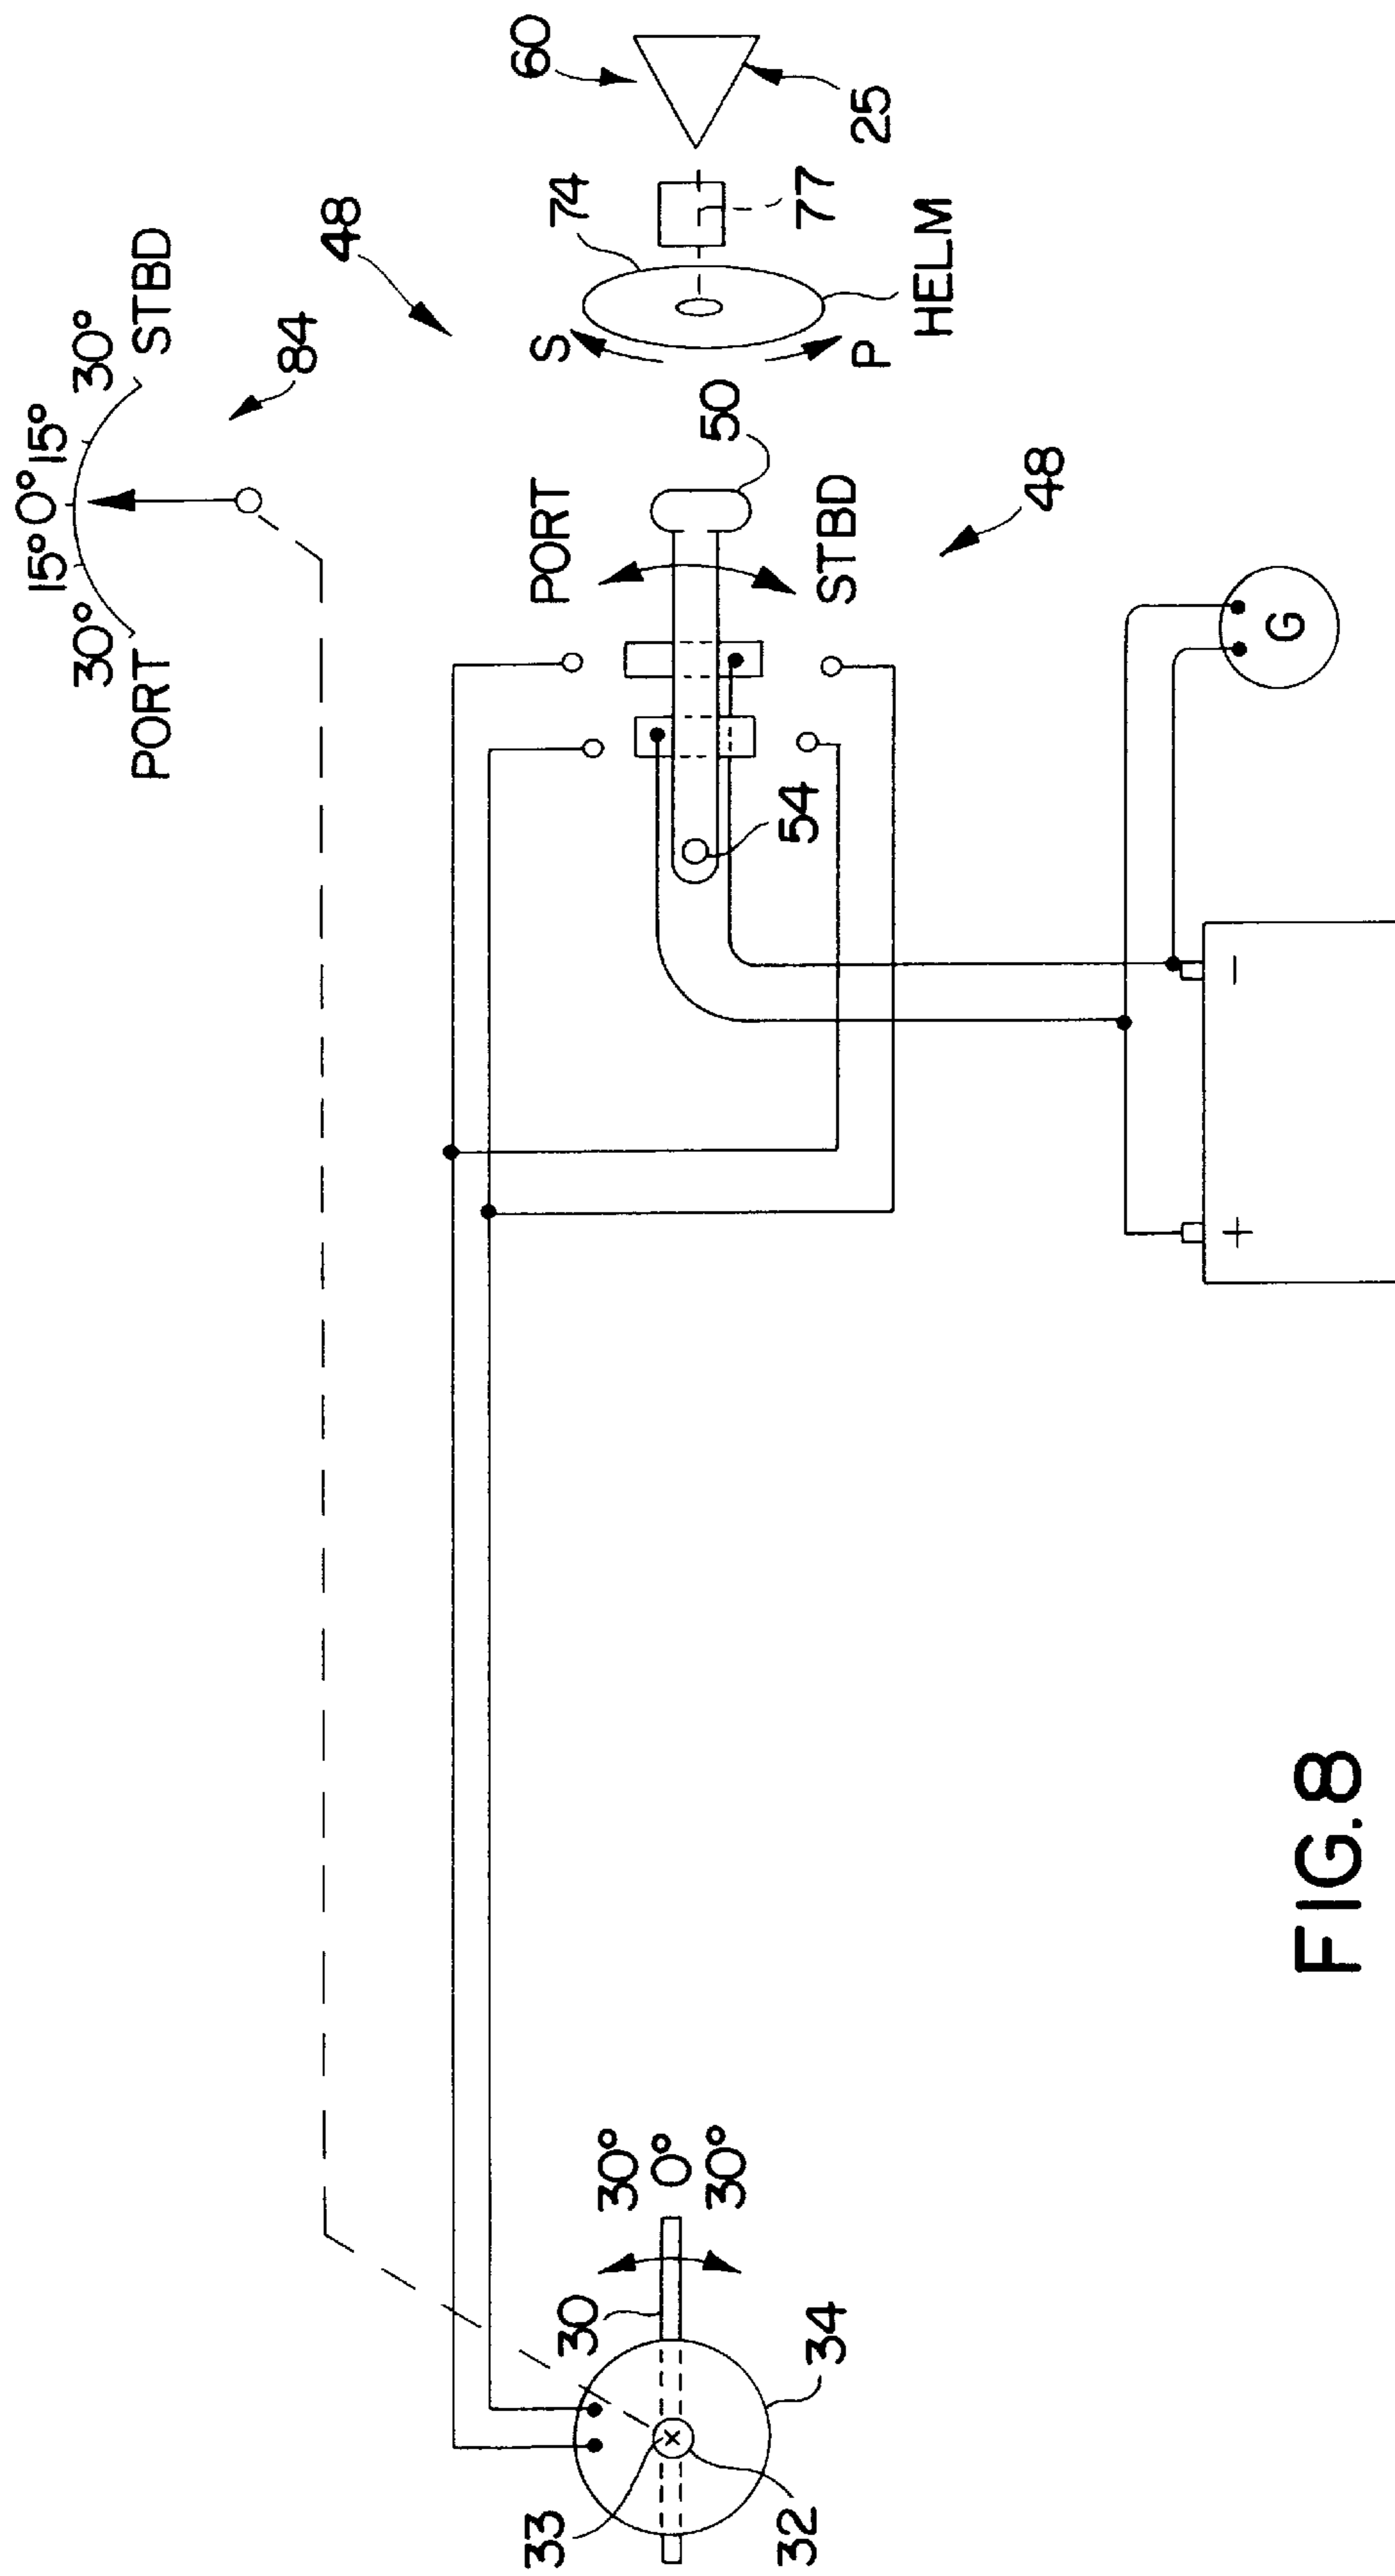 15° 0° 15°
30° 30°
PORT STBD
84
48
60
25
74
77
S
P
HELM
50
PORT
STBD
54
48
G
+ −
30°
0°
30°
30
34
33
×
32
FIG. 8